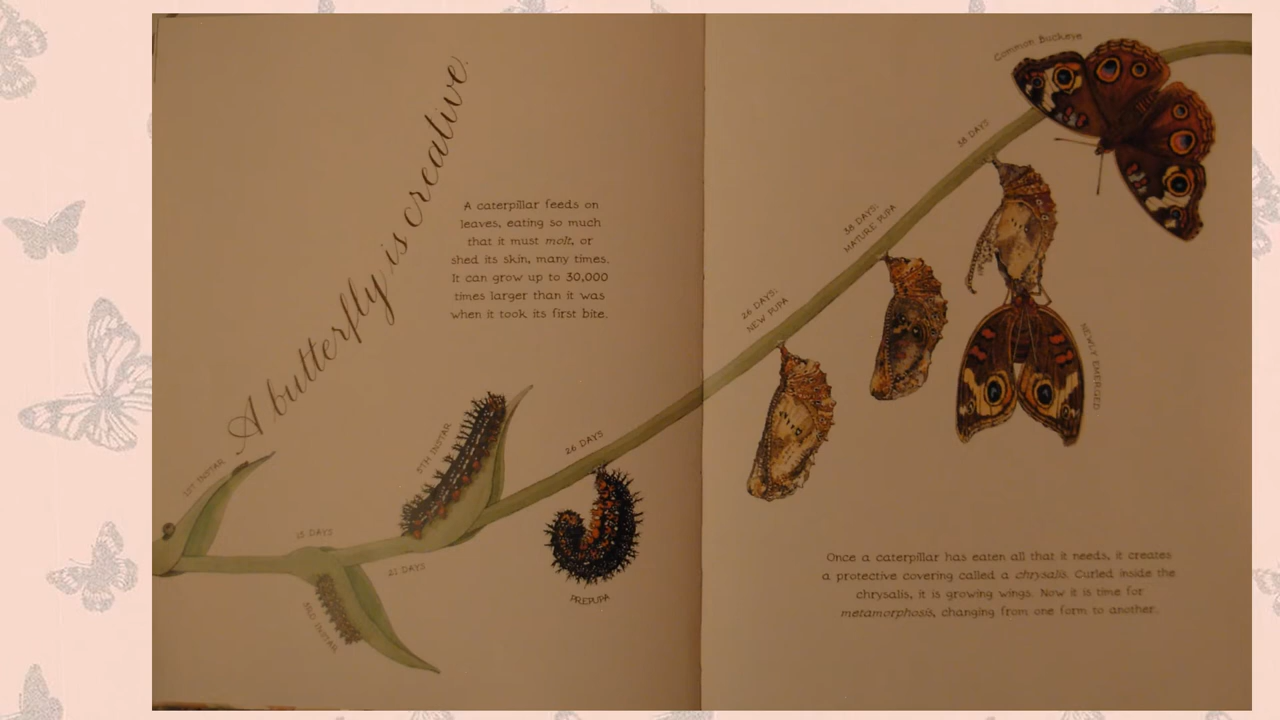 A butterfly is creative.
A caterpillar feeds on
leaves, eating so much
that it must molt, or
shed its skin, many times.
It can grow up to 30,000
times larger than it was
when it took its first bite.
1ST INSTAR
15 DAYS
3RD INSTAR
21 DAYS
5TH INSTAR
26 DAYS
PREPUPA
26 DAYS:
NEW PUPA
38 DAYS:
MATURE PUPA
38 DAYS
NEWLY EMERGED
Common Buckeye
Once a caterpillar has eaten all that it needs, it creates
a protective covering called a chrysalis. Curled inside the
chrysalis, it is growing wings. Now it is time for
metamorphosis, changing from one form to another.